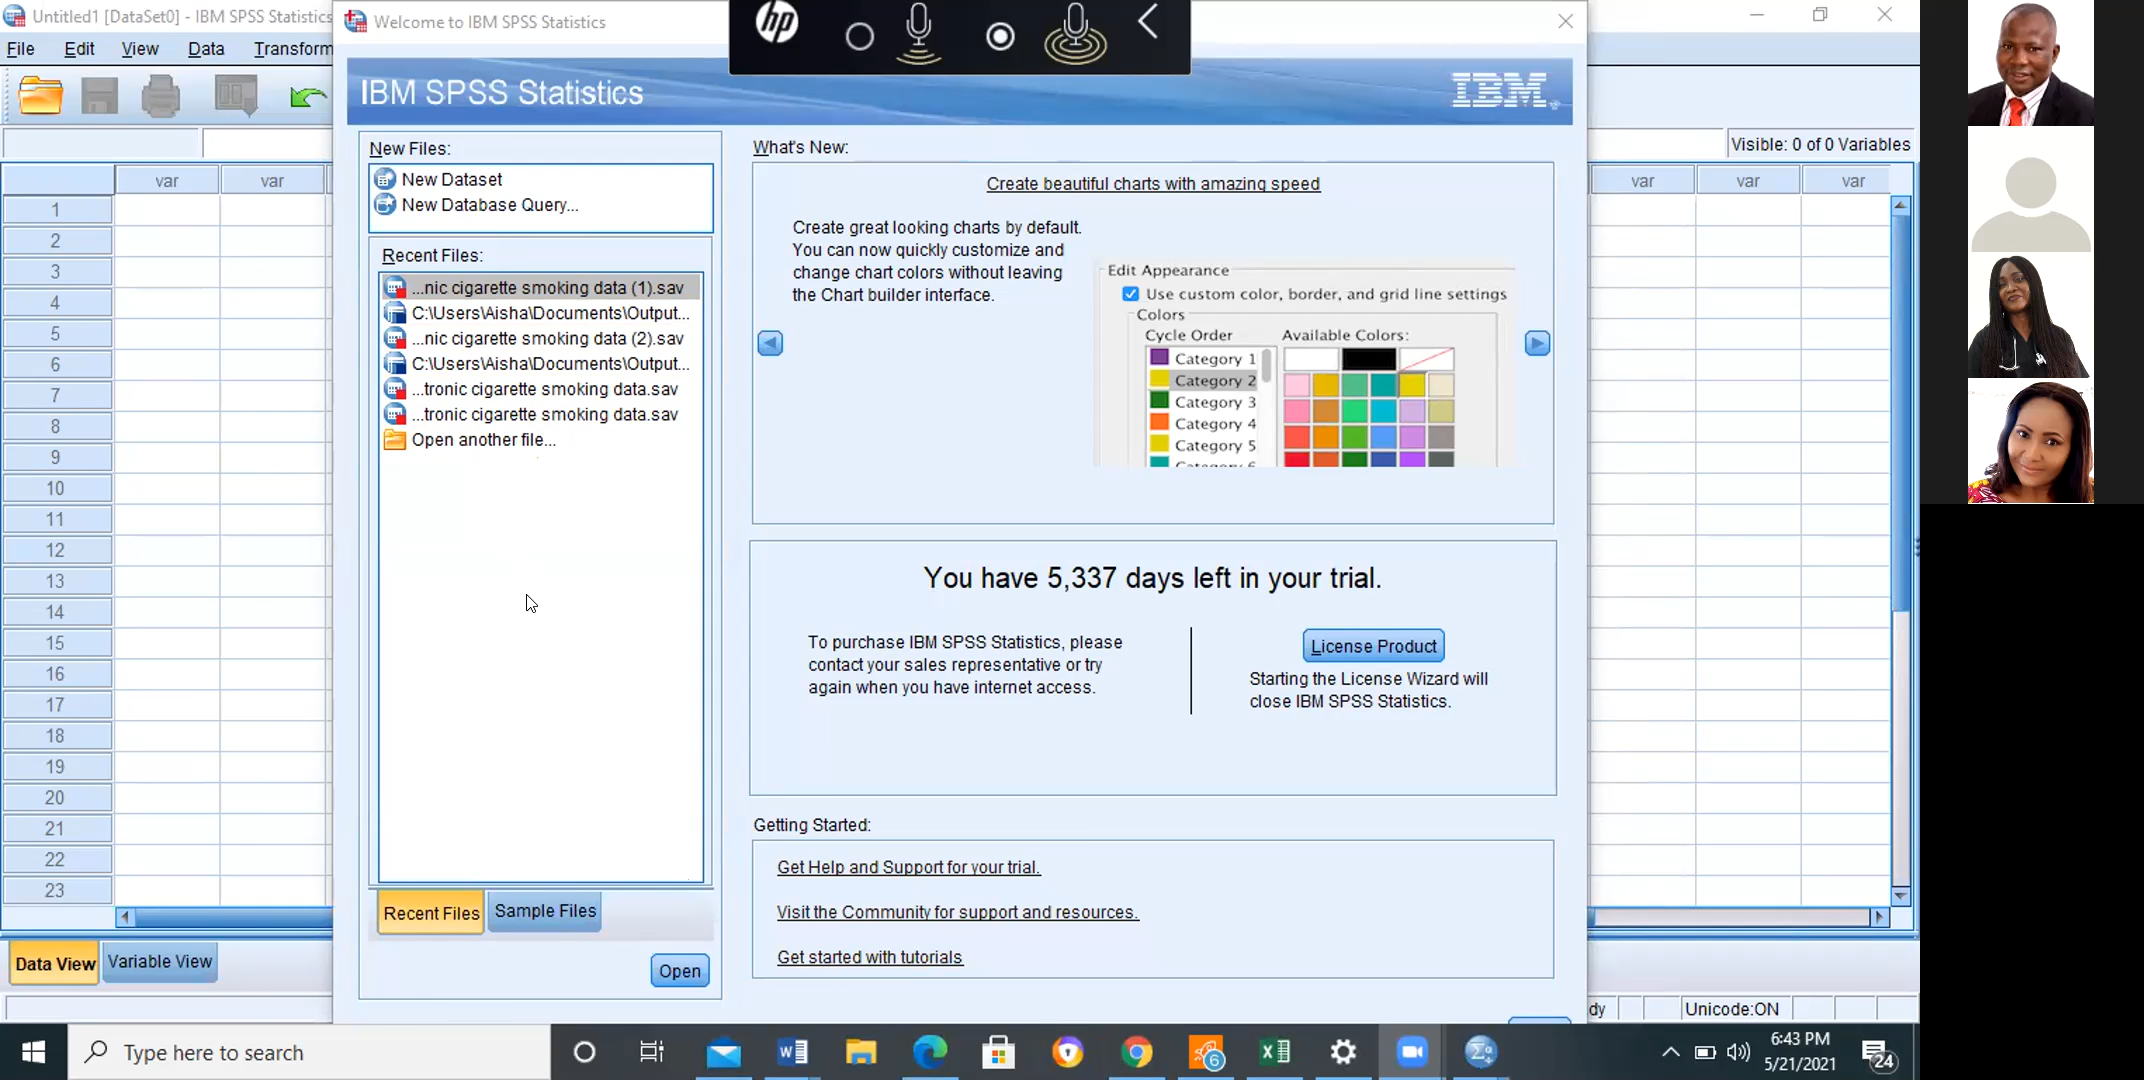 Untitled1 [DataSet0] - IBM SPSS Statistics
Welcome to IBM SPSS Statistics
hp
File Edit View Data Transform
IBM SPSS Statistics
IBM
New Files:
New Dataset
New Database Query...
Recent Files:
...nic cigarette smoking data (1).sav
C:\Users\Aisha\Documents\Output...
...nic cigarette smoking data (2).sav
C:\Users\Aisha\Documents\Output...
...tronic cigarette smoking data.sav
...tronic cigarette smoking data.sav
Open another file...
Recent Files Sample Files
Open
What's New:
Create beautiful charts with amazing speed
Create great looking charts by default.
You can now quickly customize and
change chart colors without leaving
the Chart builder interface.
Edit Appearance
Use custom color, border, and grid line settings
Colors
Cycle Order Available Colors:
Category 1
Category 2
Category 3
Category 4
Category 5
Category 6
You have 5,337 days left in your trial.
To purchase IBM SPSS Statistics, please
contact your sales representative or try
again when you have internet access.
License Product
Starting the License Wizard will
close IBM SPSS Statistics.
Getting Started:
Get Help and Support for your trial.
Visit the Community for support and resources.
Get started with tutorials
Visible: 0 of 0 Variables
var var var var var
1
2
3
4
5
6
7
8
9
10
11
12
13
14
15
16
17
18
19
20
21
22
23
Data View Variable View
dy Unicode:ON
Type here to search
6
6:43 PM
5/21/2021
24